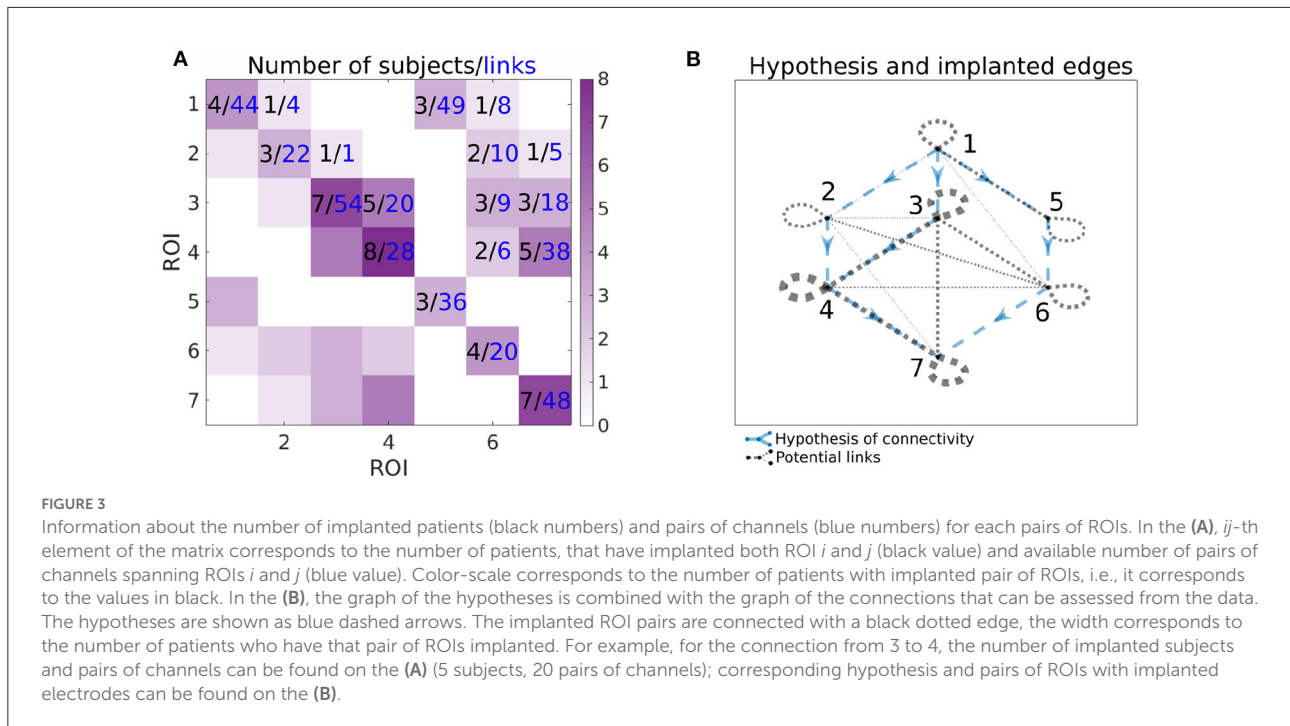 A
Number of subjects/links
1
2
3
4
5
6
7
ROI
4/44 1/4 3/49 1/8
3/22 1/1 2/10 1/5
7/54 5/20 3/9 3/18
8/28 2/6 5/38
3/36
4/20
7/48
2 4 6
ROI
8
7
6
5
4
3
2
1
0
B
Hypothesis and implanted edges
1
2
3
5
4
6
7
Hypothesis of connectivity
Potential links
FIGURE 3
Information about the number of implanted patients (black numbers) and pairs of channels (blue numbers) for each pairs of ROIs. In the (A), ij-th
element of the matrix corresponds to the number of patients, that have implanted both ROI i and j (black value) and available number of pairs of
channels spanning ROIs i and j (blue value). Color-scale corresponds to the number of patients with implanted pair of ROIs, i.e., it corresponds
to the values in black. In the (B), the graph of the hypotheses is combined with the graph of the connections that can be assessed from the data.
The hypotheses are shown as blue dashed arrows. The implanted ROI pairs are connected with a black dotted edge, the width corresponds to
the number of patients who have that pair of ROIs implanted. For example, for the connection from 3 to 4, the number of implanted subjects
and pairs of channels can be found on the (A) (5 subjects, 20 pairs of channels); corresponding hypothesis and pairs of ROIs with implanted
electrodes can be found on the (B).